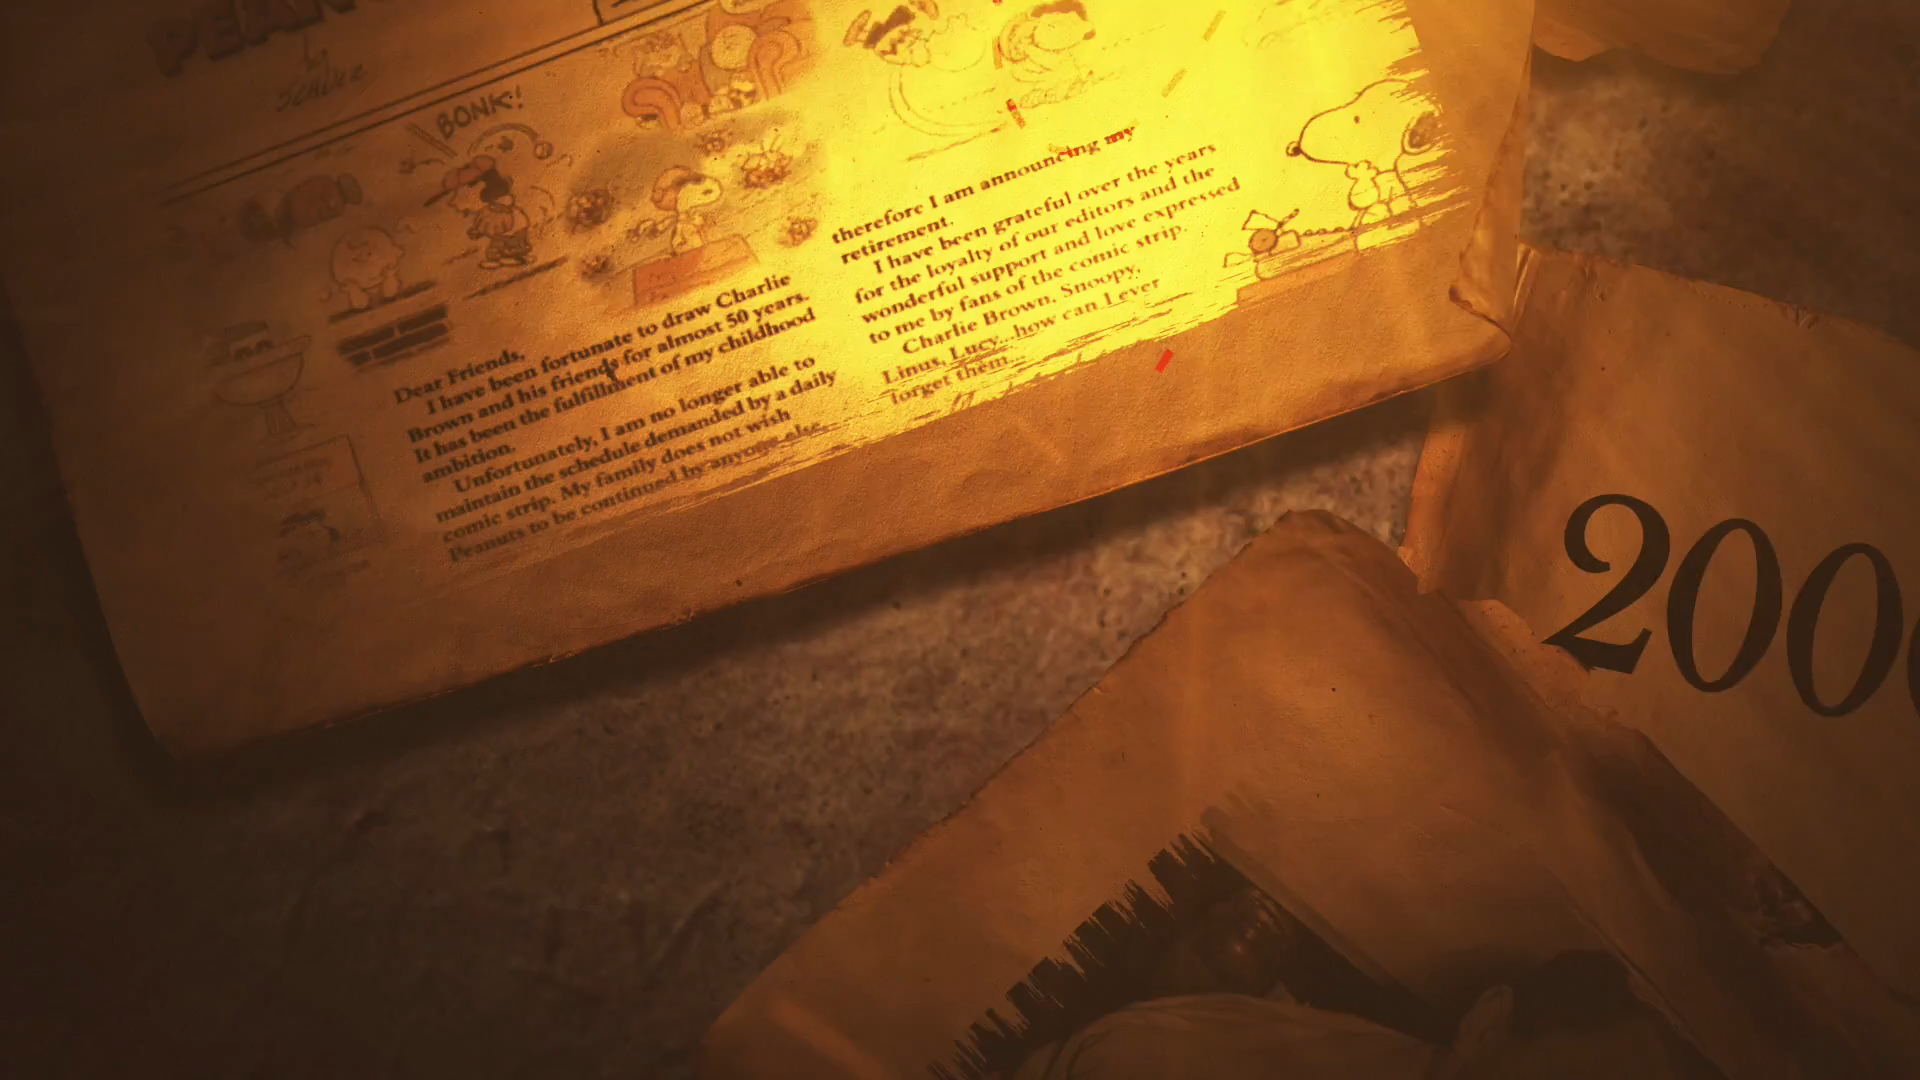 PEAN
by
Schulz
BONK!
Dear Friends,
I have been fortunate to draw Charlie
Brown and his friends for almost 50 years.
It has been the fulfillment of my childhood
ambition.
Unfortunately, I am no longer able to
maintain the schedule demanded by a daily
comic strip. My family does not wish
Peanuts to be continued by anyone else,
therefore I am announcing my
retirement.
I have been grateful over the years
for the loyalty of our editors and the
wonderful support and love expressed
to me by fans of the comic strip.
Charlie Brown, Snoopy,
Linus, Lucy...how can I ever
forget them...
200